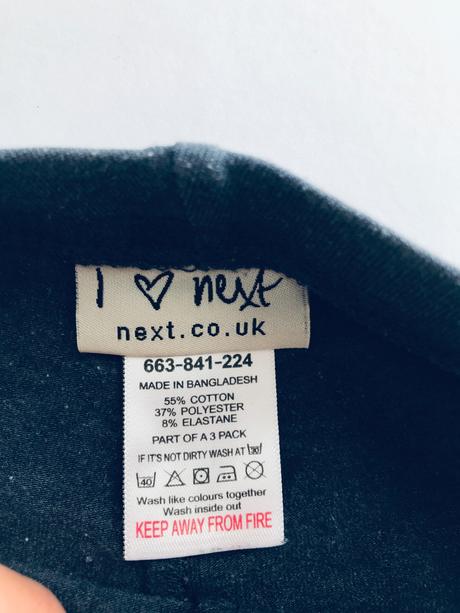 I ♡ next
next.co.uk
663-841-224
MADE IN BANGLADESH
55% COTTON
37% POLYESTER
8% ELASTANE
PART OF A 3 PACK
IF IT'S NOT DIRTY WASH AT 30
40
Wash like colours together
Wash inside out
KEEP AWAY FROM FIRE